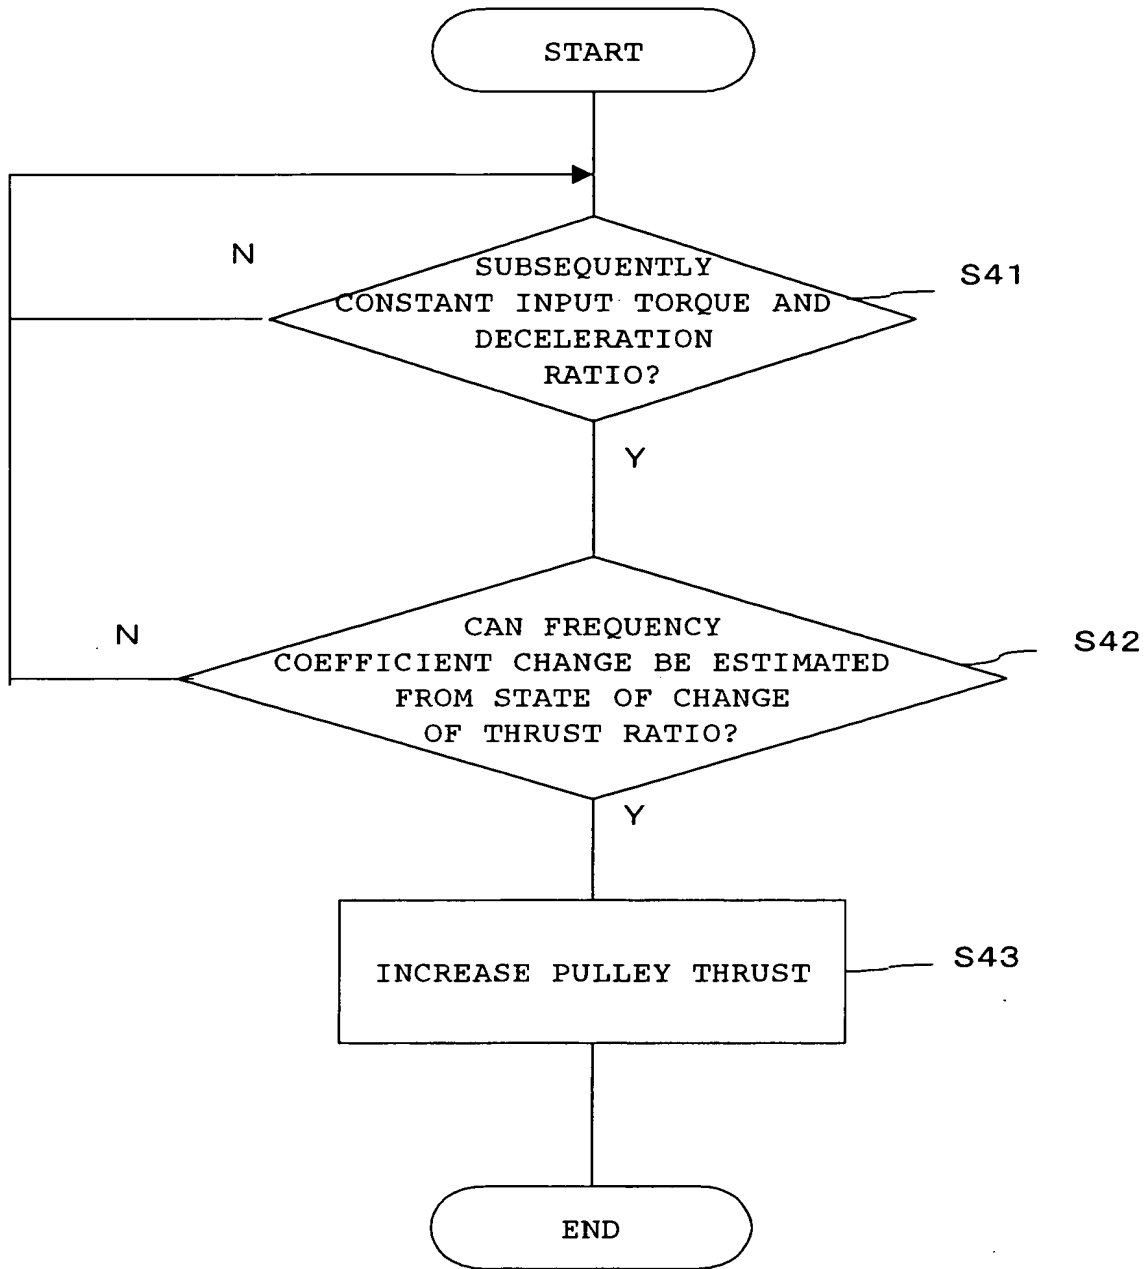 START
N
SUBSEQUENTLY
CONSTANT INPUT TORQUE AND
DECELERATION
RATIO?
S41
Y
N
CAN FREQUENCY
COEFFICIENT CHANGE BE ESTIMATED
FROM STATE OF CHANGE
OF THRUST RATIO?
S42
Y
INCREASE PULLEY THRUST
S43
END